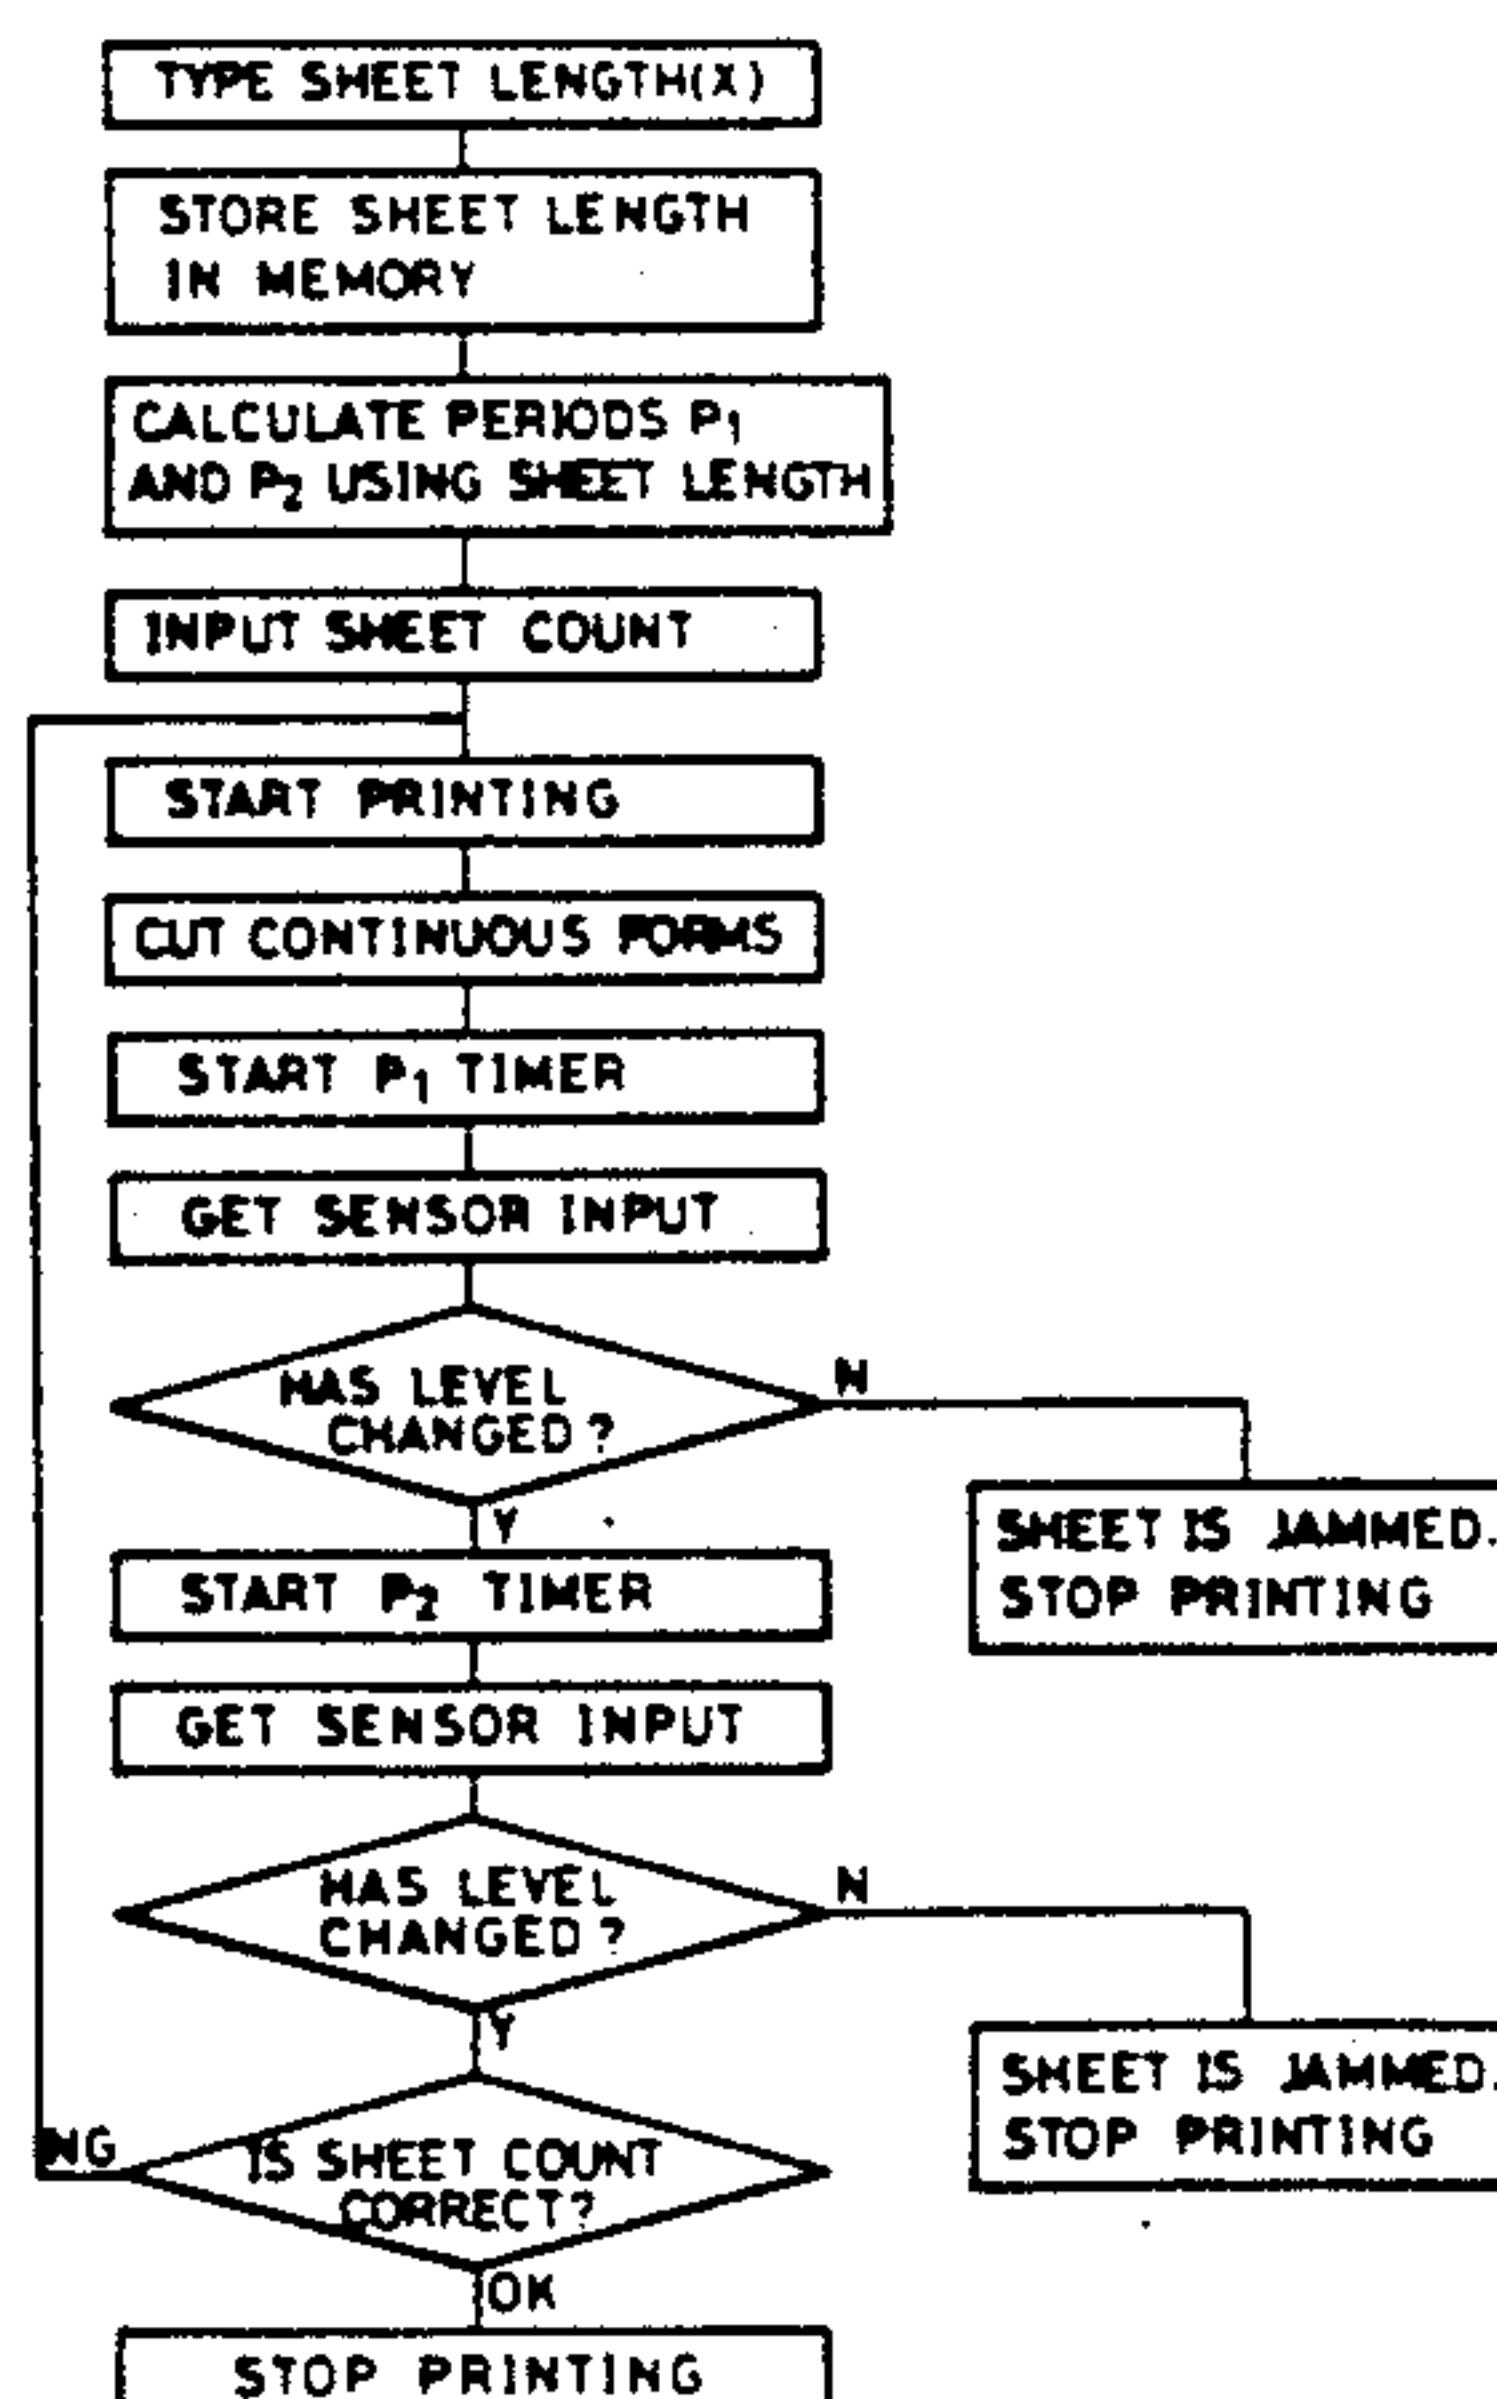 TYPE SHEET LENGTH(X)
STORE SHEET LENGTH
IN MEMORY
CALCULATE PERIODS P1
AND P2 USING SHEET LENGTH
INPUT SHEET COUNT
START PRINTING
CUT CONTINUOUS FORMS
START P1 TIMER
GET SENSOR INPUT
HAS LEVEL
CHANGED?
N
SHEET IS JAMMED.
STOP PRINTING
Y
START P2 TIMER
GET SENSOR INPUT
HAS LEVEL
CHANGED?
N
SHEET IS JAMMED.
STOP PRINTING
Y
IS SHEET COUNT
CORRECT?
NG
OK
STOP PRINTING